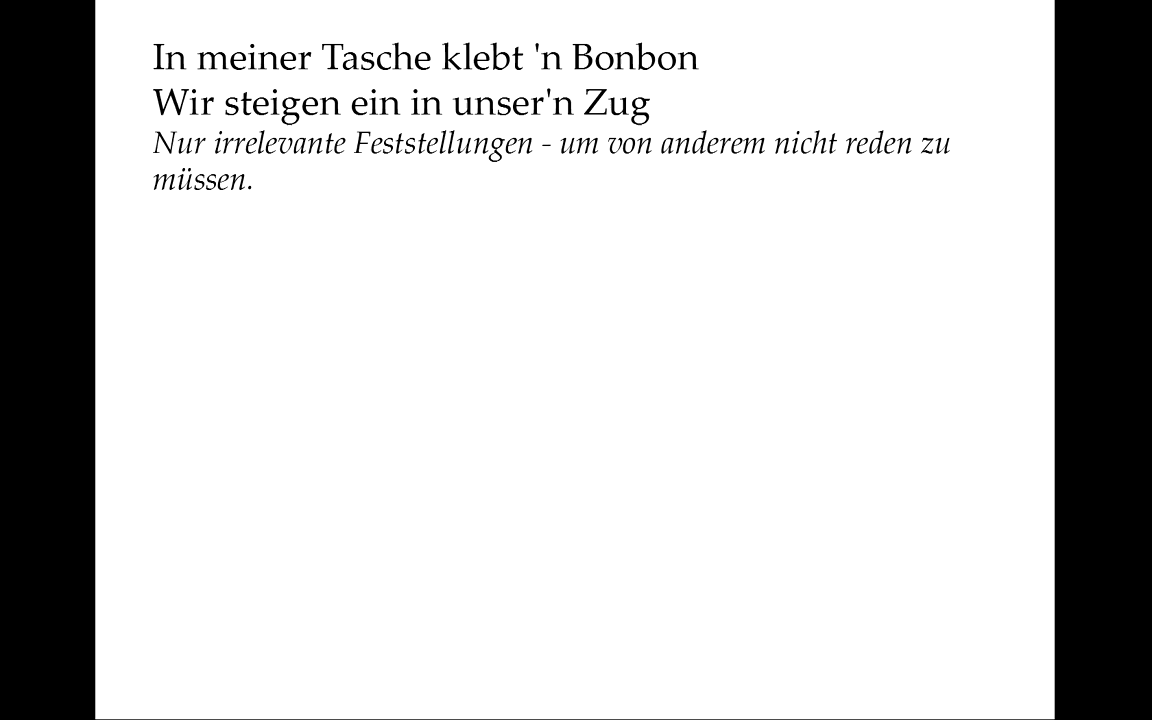 In meiner Tasche klebt 'n Bonbon
Wir steigen ein in unser'n Zug
Nur irrelevante Feststellungen - um von anderem nicht reden zu
müssen.